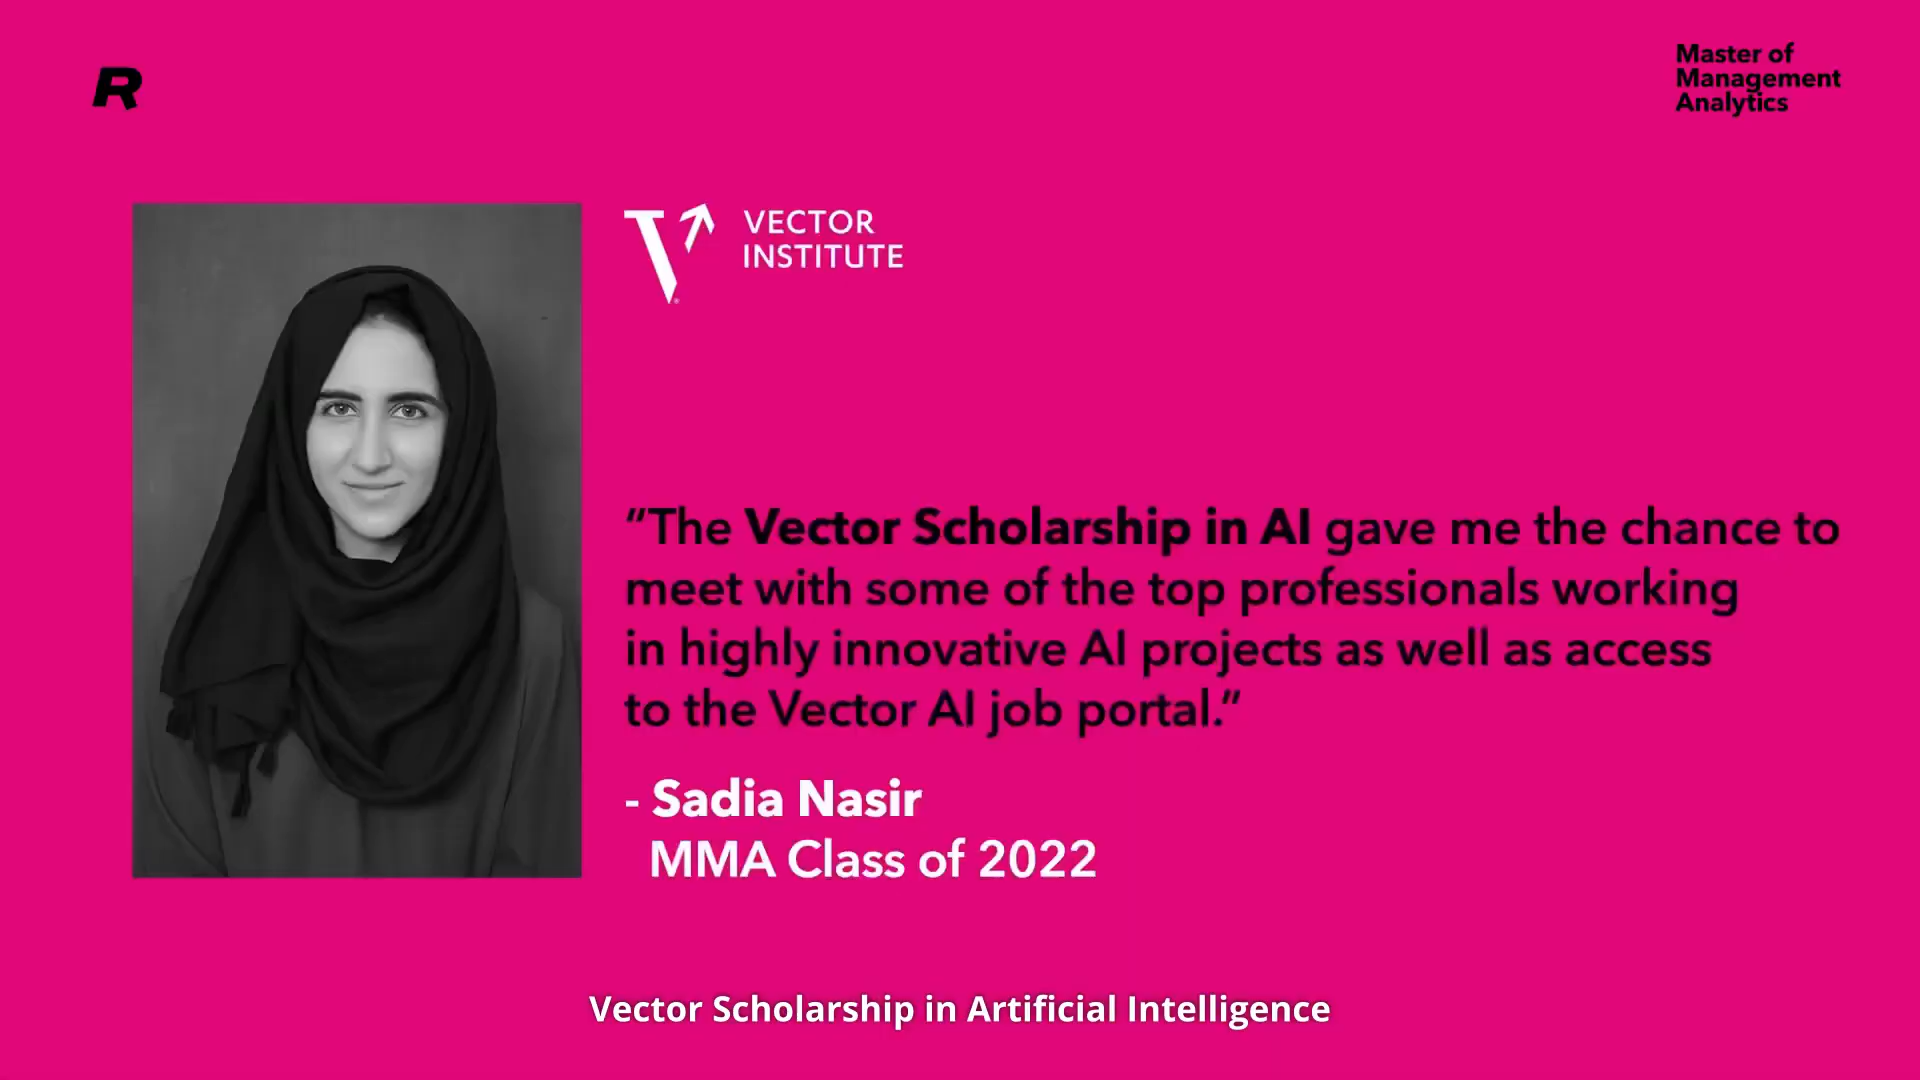 R
Master of
Management
Analytics
VECTOR
INSTITUTE
“The Vector Scholarship in AI gave me the chance to
meet with some of the top professionals working
in highly innovative AI projects as well as access
to the Vector AI job portal.”
- Sadia Nasir
MMA Class of 2022
Vector Scholarship in Artificial Intelligence